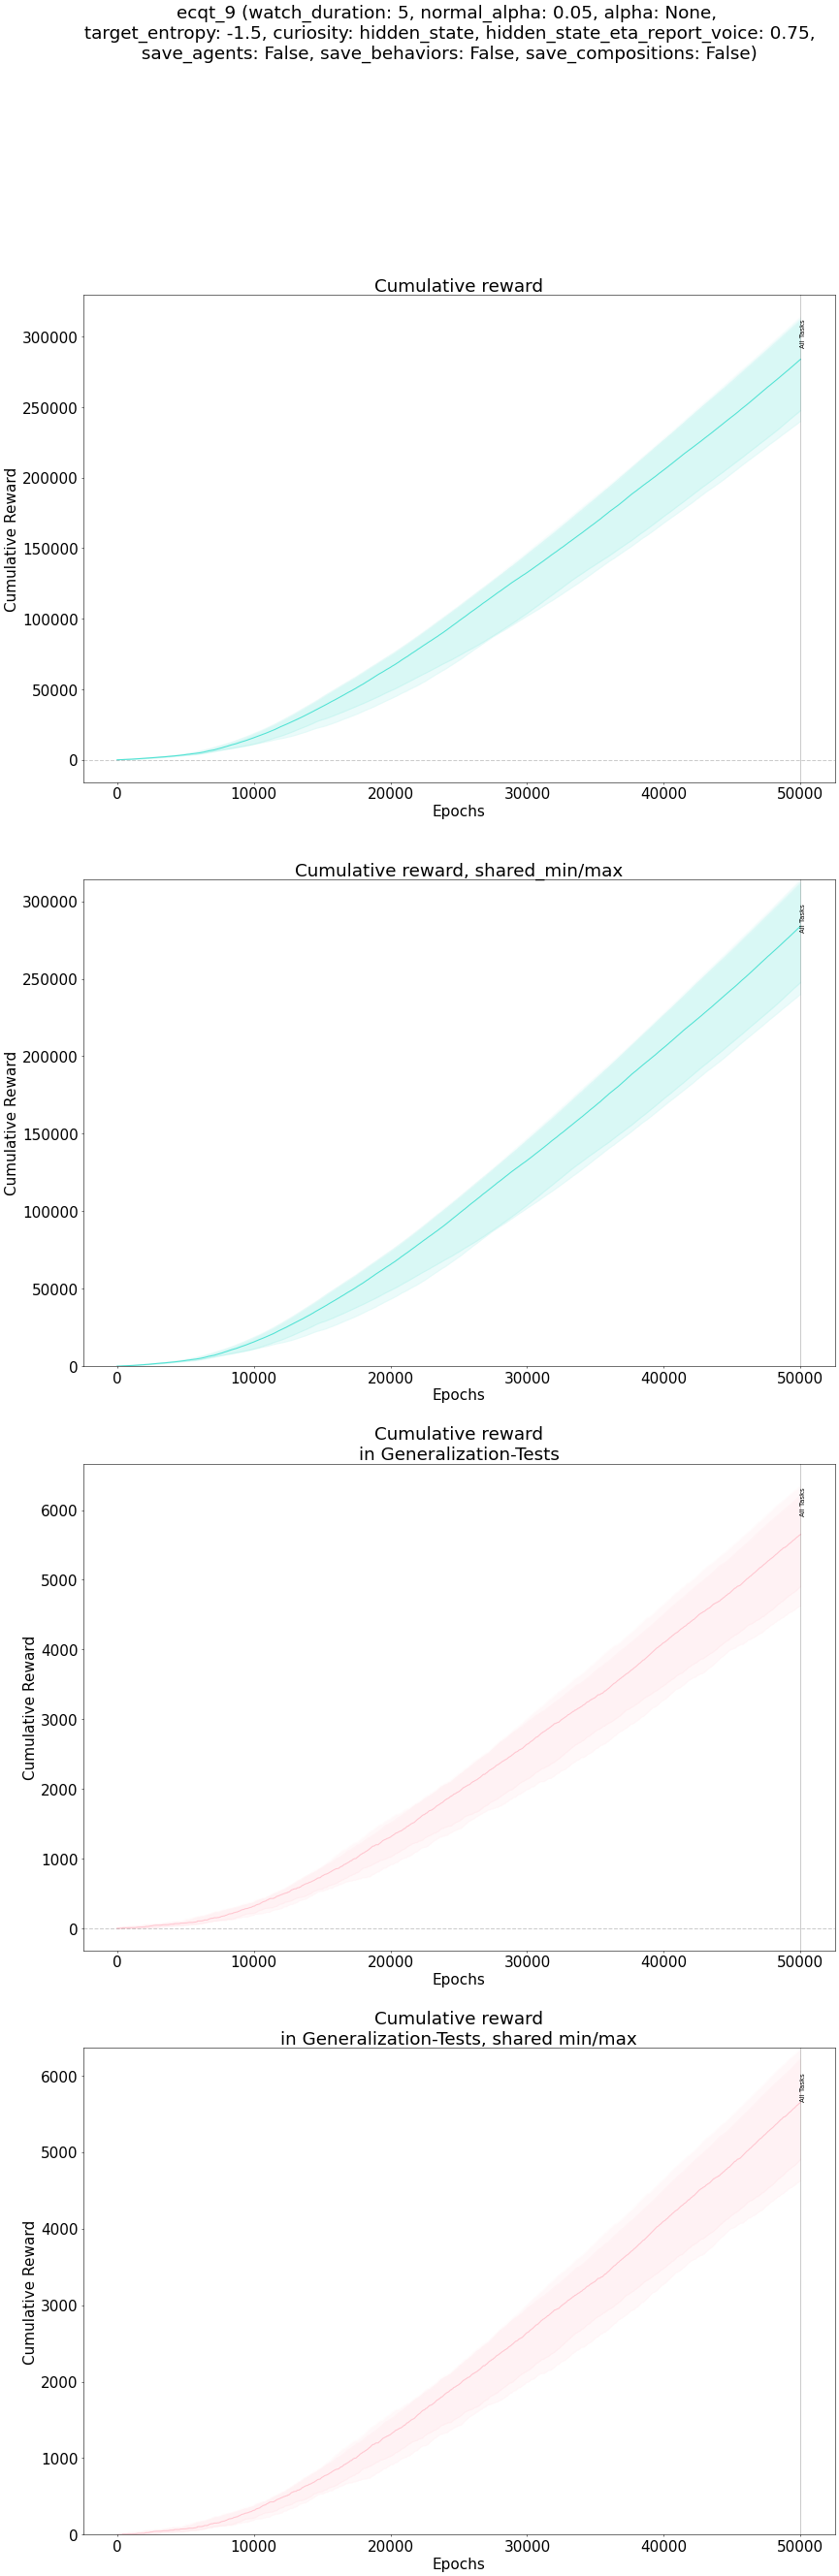 ecqt_9 (watch_duration: 5, normal_alpha: 0.05, alpha: None,
target_entropy: -1.5, curiosity: hidden_state, hidden_state_eta_report_voice: 0.75,
save_agents: False, save_behaviors: False, save_compositions: False)
Cumulative reward
300000
250000
200000
150000
100000
50000
0
Cumulative Reward
All Tasks
0 10000 20000 30000 40000 50000
Epochs
Cumulative reward, shared_min/max
300000
250000
200000
150000
100000
50000
0
Cumulative Reward
All Tasks
0 10000 20000 30000 40000 50000
Epochs
Cumulative reward
in Generalization-Tests
6000
5000
4000
3000
2000
1000
0
Cumulative Reward
All Tasks
0 10000 20000 30000 40000 50000
Epochs
Cumulative reward
in Generalization-Tests, shared min/max
6000
5000
4000
3000
2000
1000
0
Cumulative Reward
All Tasks
0 10000 20000 30000 40000 50000
Epochs